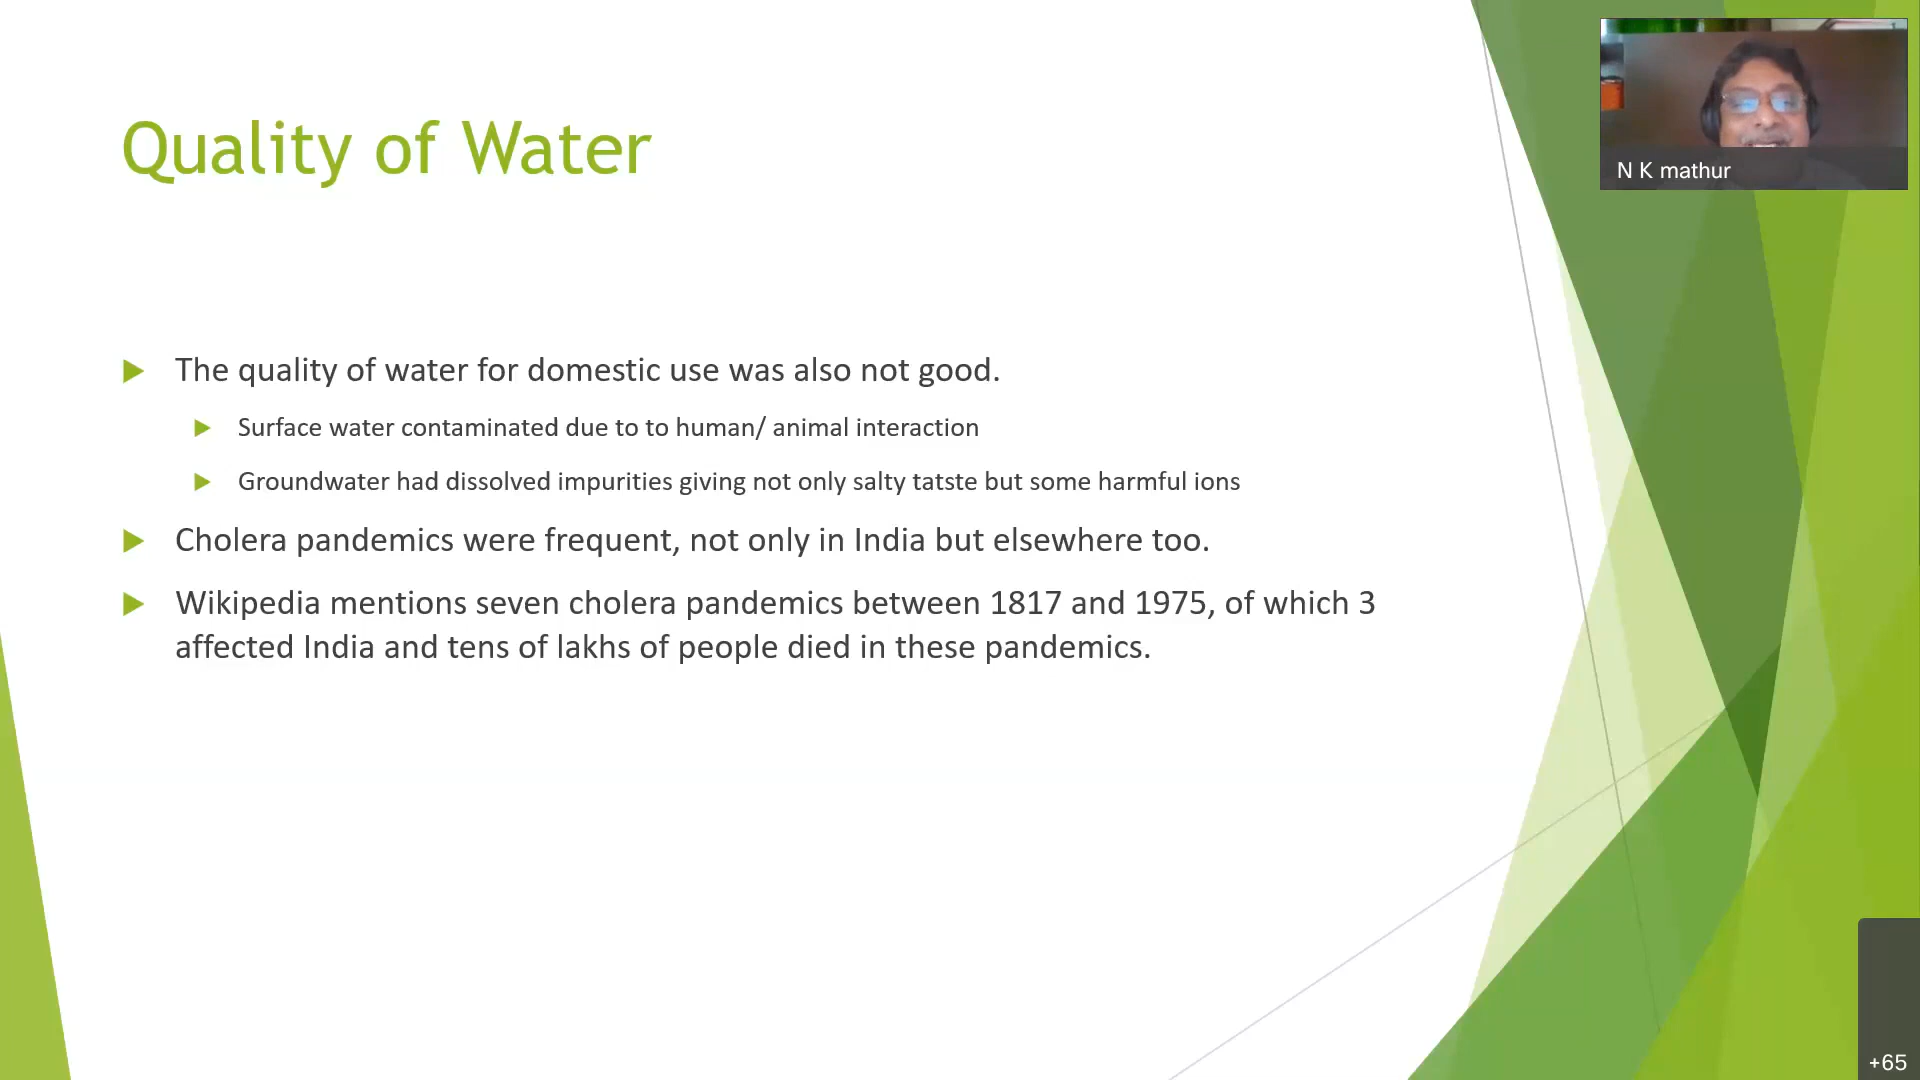 Quality of Water
N K mathur
The quality of water for domestic use was also not good.
Surface water contaminated due to to human/ animal interaction
Groundwater had dissolved impurities giving not only salty tatste but some harmful ions
Cholera pandemics were frequent, not only in India but elsewhere too.
Wikipedia mentions seven cholera pandemics between 1817 and 1975, of which 3
affected India and tens of lakhs of people died in these pandemics.
+65